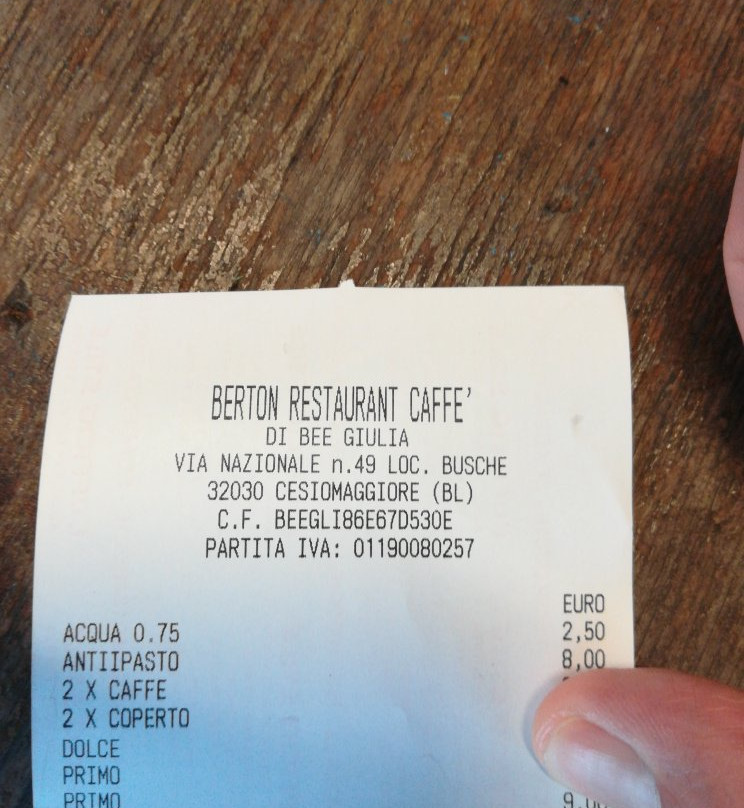 BERTON RESTAURANT CAFFE'
DI BEE GIULIA
VIA NAZIONALE n.49 LOC. BUSCHE
32030 CESIOMAGGIORE (BL)
C.F. BEEGLI86E67D530E
PARTITA IVA: 01190080257
EURO
ACQUA 0.75 2,50
ANTIIPASTO 8,00
2 X CAFFE
2 X COPERTO
DOLCE
PRIMO
PRIMO